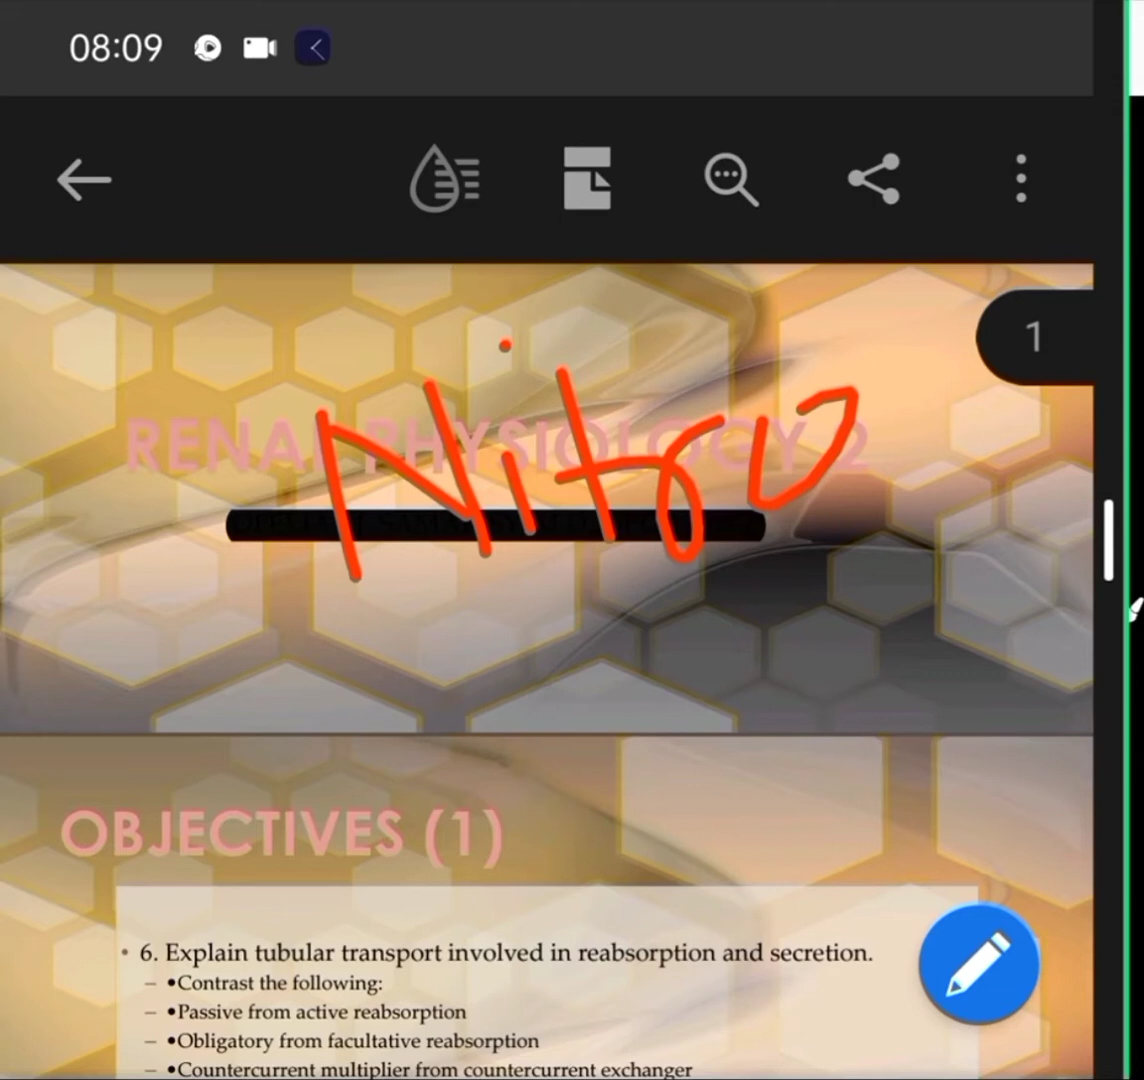 08:09
1
RENAL PHYSIOLOGY 2
Nitro
OBJECTIVES (1)
• 6. Explain tubular transport involved in reabsorption and secretion.
– •Contrast the following:
– •Passive from active reabsorption
– •Obligatory from facultative reabsorption
– •Countercurrent multiplier from countercurrent exchanger